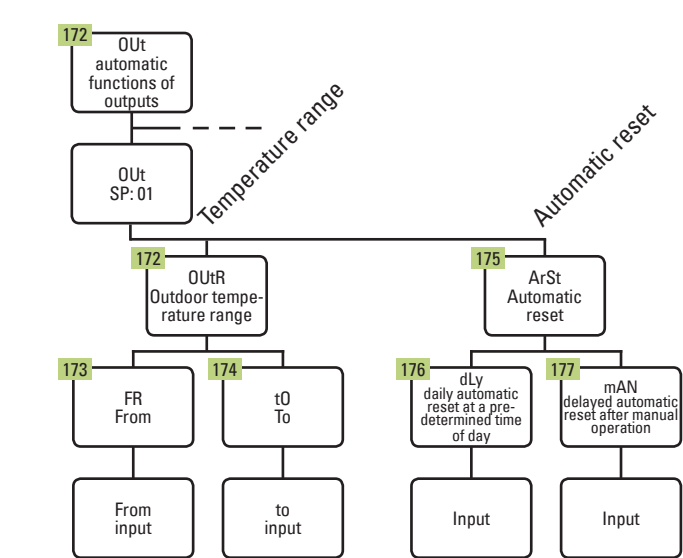 172
OUt
automatic
functions of
outputs
OUt
SP: 01
Temperature range
Automatic reset
172
OUtR
Outdoor tempe-
rature range
175
ArSt
Automatic
reset
173
FR
From
174
tO
To
176
dLy
daily automatic
reset at a pre-
determined time
of day
177
mAN
delayed automatic
reset after manual
operation
From
input
to
input
Input
Input